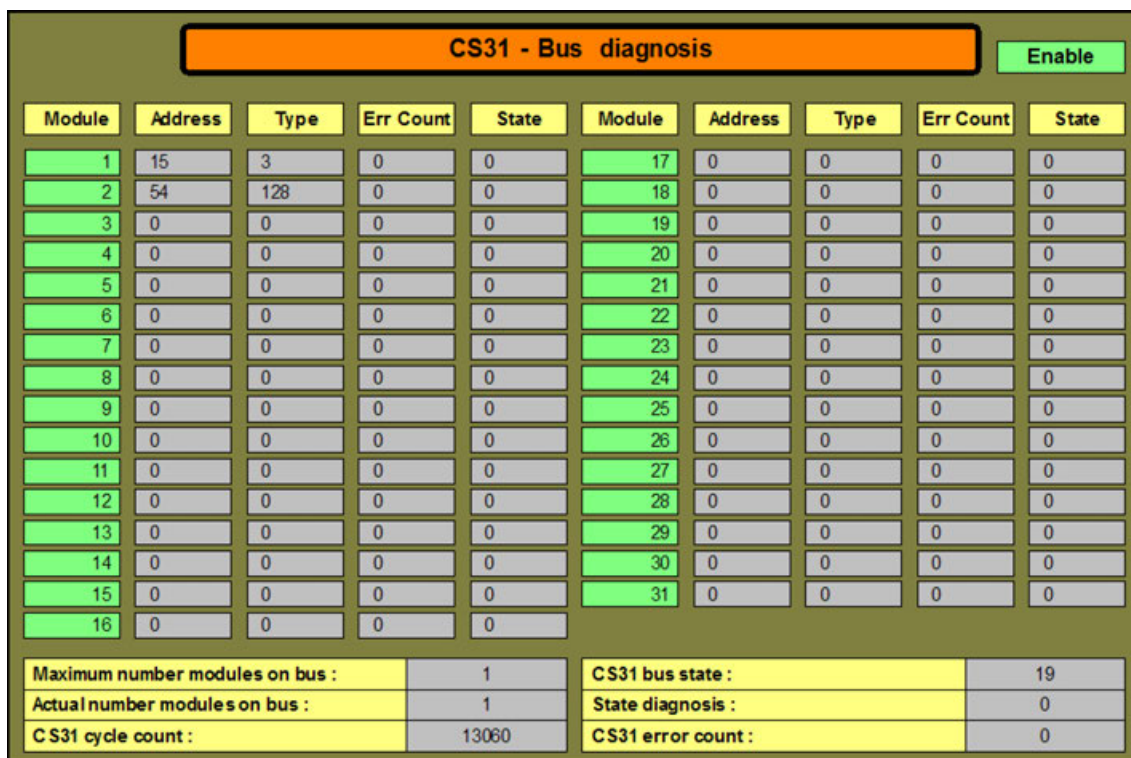 CS31 - Bus diagnosis
Enable
Module Address Type Err Count State Module Address Type Err Count State
1 15 3 0 0 17 0 0 0 0
2 54 128 0 0 18 0 0 0 0
3 0 0 0 0 19 0 0 0 0
4 0 0 0 0 20 0 0 0 0
5 0 0 0 0 21 0 0 0 0
6 0 0 0 0 22 0 0 0 0
7 0 0 0 0 23 0 0 0 0
8 0 0 0 0 24 0 0 0 0
9 0 0 0 0 25 0 0 0 0
10 0 0 0 0 26 0 0 0 0
11 0 0 0 0 27 0 0 0 0
12 0 0 0 0 28 0 0 0 0
13 0 0 0 0 29 0 0 0 0
14 0 0 0 0 30 0 0 0 0
15 0 0 0 0 31 0 0 0 0
16 0 0 0 0
Maximum number modules on bus : 1 CS31 bus state : 19
Actual number modules on bus : 1 State diagnosis : 0
CS31 cycle count : 13060 CS31 error count : 0